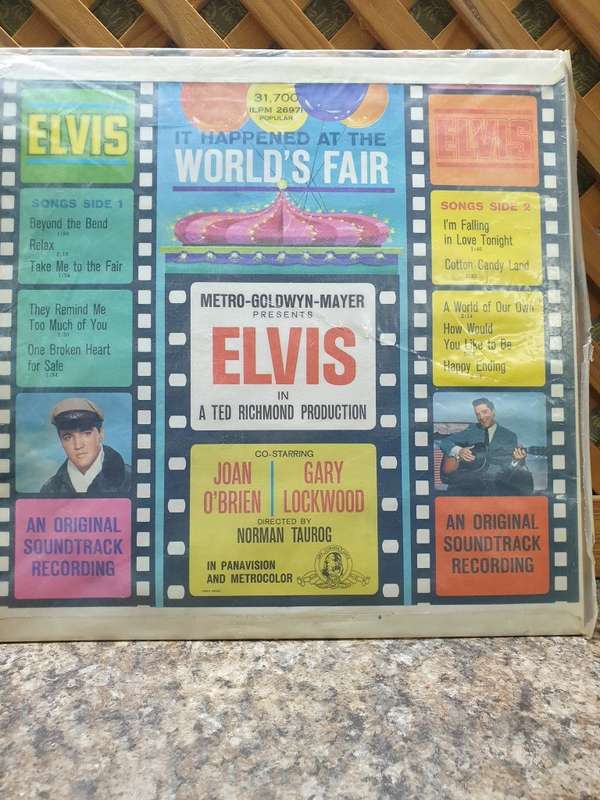 ELVIS
SONGS SIDE 1
Beyond the Bend
Relax
Take Me to the Fair
They Remind Me
Too Much of You
One Broken Heart
for Sale
AN ORIGINAL
SOUNDTRACK
RECORDING
31,700
(LPM 2697)
POPULAR
IT HAPPENED AT THE
WORLD'S FAIR
METRO-GOLDWYN-MAYER
PRESENTS
ELVIS
IN
A TED RICHMOND PRODUCTION
CO-STARRING
JOAN
O'BRIEN
GARY
LOCKWOOD
DIRECTED BY
NORMAN TAUROG
IN PANAVISION
AND METROCOLOR
ELVIS
SONGS SIDE 2
I'm Falling
in Love Tonight
Cotton Candy Land
A World of Our Own
2:14
How Would
You Like to Be
Happy Ending
AN ORIGINAL
SOUNDTRACK
RECORDING